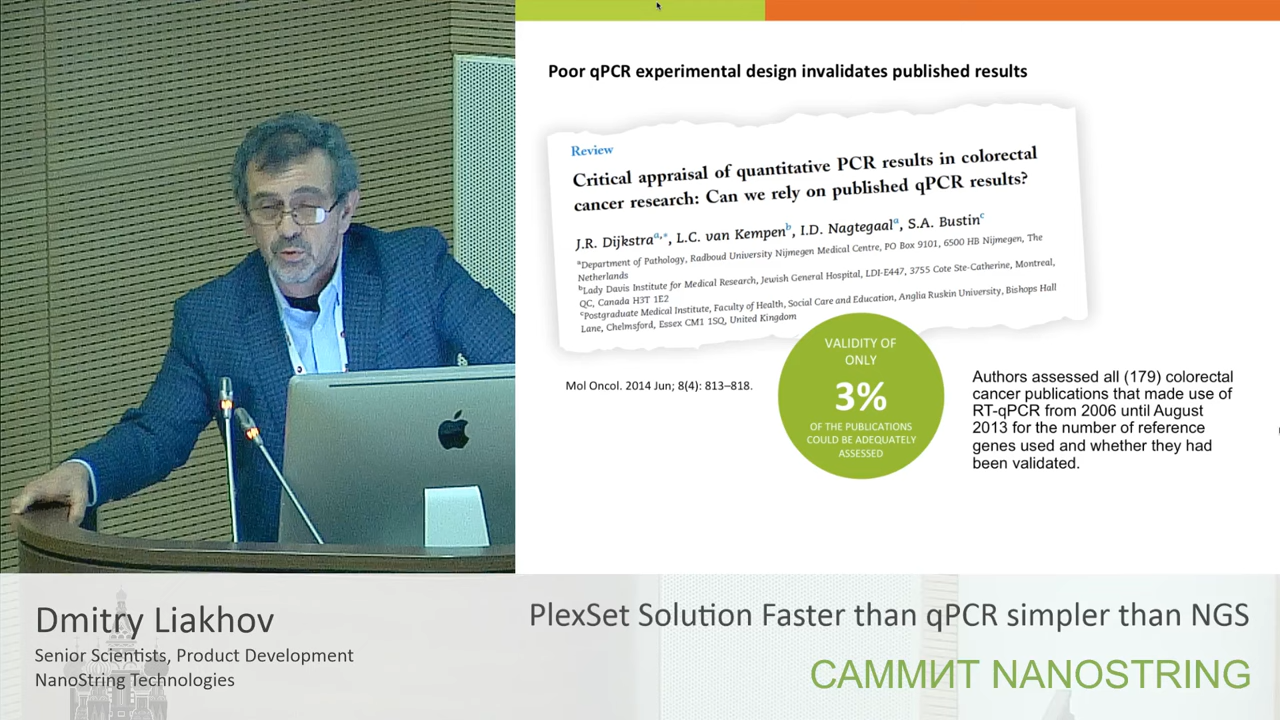 Poor qPCR experimental design invalidates published results
Review
Critical appraisal of quantitative PCR results in colorectal
cancer research: Can we rely on published qPCR results?
J.R. Dijkstraa,*, L.C. van Kempenb, I.D. Nagtegaala, S.A. Bustinc
aDepartment of Pathology, Radboud University Nijmegen Medical Centre, PO Box 9101, 6500 HB Nijmegen, The
Netherlands
bLady Davis Institute for Medical Research, Jewish General Hospital, LDI-E447, 3755 Cote Ste-Catherine, Montreal,
QC, Canada H3T 1E2
cPostgraduate Medical Institute, Faculty of Health, Social Care and Education, Anglia Ruskin University, Bishops Hall
Lane, Chelmsford, Essex CM1 1SQ, United Kingdom
Mol Oncol. 2014 Jun; 8(4): 813–818.
VALIDITY OF
ONLY
3%
OF THE PUBLICATIONS
COULD BE ADEQUATELY
ASSESSED
Authors assessed all (179) colorectal
cancer publications that made use of
RT-qPCR from 2006 until August
2013 for the number of reference
genes used and whether they had
been validated.
Dmitry Liakhov
Senior Scientists, Product Development
NanoString Technologies
PlexSet Solution Faster than qPCR simpler than NGS
САММИТ NANOSTRING